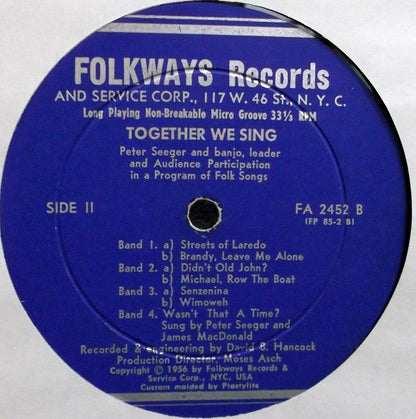 FOLKWAYS Records
AND SERVICE CORP., 117 W. 46 St., N. Y. C.
Long Playing Non-Breakable Micro Groove 33⅓ RPM
TOGETHER WE SING
Peter Seeger and banjo, leader
and Audience Participation
in a Program of Folk Songs
SIDE II
FA 2452 B
(FP 85-2 B)
Band 1. a) Streets of Laredo
b) Brandy, Leave Me Alone
Band 2. a) Didn't Old John?
b) Michael, Row The Boat
Band 3. a) Senzenina
b) Wimoweh
Band 4. Wasn't That A Time?
Sung by Peter Seeger and
James MacDonald
Recorded & engineering by David B. Hancock
Production Director, Moses Asch
Copyright © 1956 by Folkways Records &
Service Corp., NYC, USA
Custom molded by Plastylite